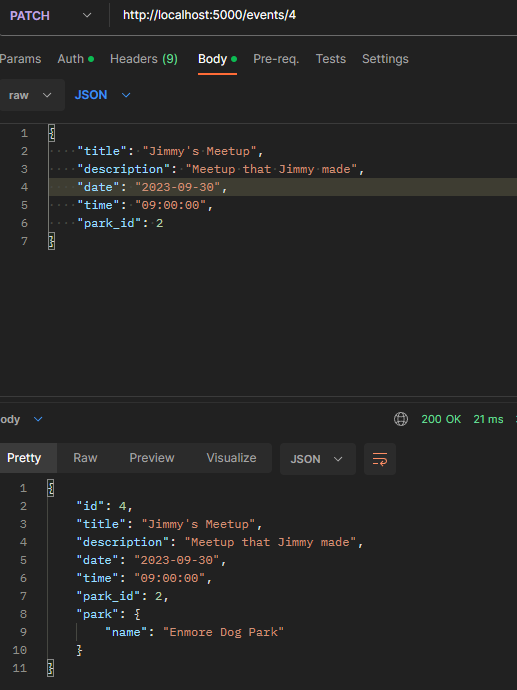 PATCH http://localhost:5000/events/4
Params Auth Headers (9) Body Pre-req. Tests Settings
raw JSON
1 {
2 "title": "Jimmy's Meetup",
3 "description": "Meetup that Jimmy made",
4 "date": "2023-09-30",
5 "time": "09:00:00",
6 "park_id": 2
7 }
ody 200 OK 21 ms
Pretty Raw Preview Visualize JSON
1 {
2 "id": 4,
3 "title": "Jimmy's Meetup",
4 "description": "Meetup that Jimmy made",
5 "date": "2023-09-30",
6 "time": "09:00:00",
7 "park_id": 2,
8 "park": {
9 "name": "Enmore Dog Park"
10 }
11 }